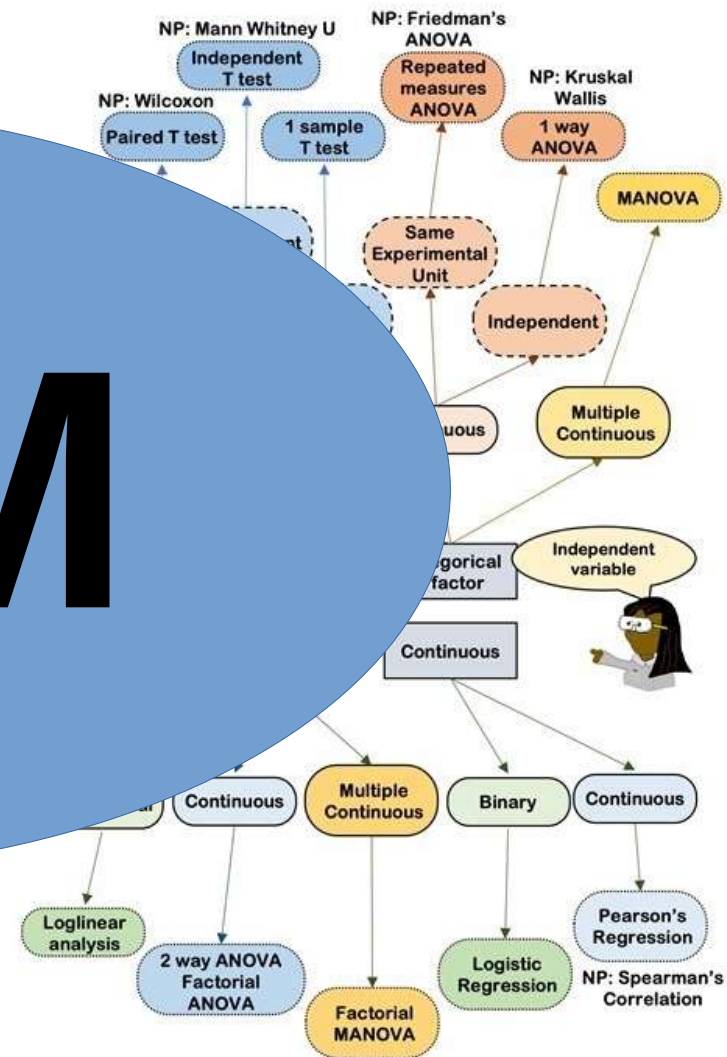 NP: Friedman's
ANOVA
NP: Mann Whitney U
Independent
T test
Repeated
measures
ANOVA
NP: Kruskal
Wallis
NP: Wilcoxon
Paired T test
1 sample
T test
1 way
ANOVA
MANOVA
Same
Experimental
Unit
Independent
Multiple
Continuous
factor
Independent
variable
M
Continuous
Continuous
Multiple
Continuous
Binary
Continuous
Loglinear
analysis
2 way ANOVA
Factorial
ANOVA
Factorial
MANOVA
Logistic
Regression
Pearson's
Regression
NP: Spearman's
Correlation